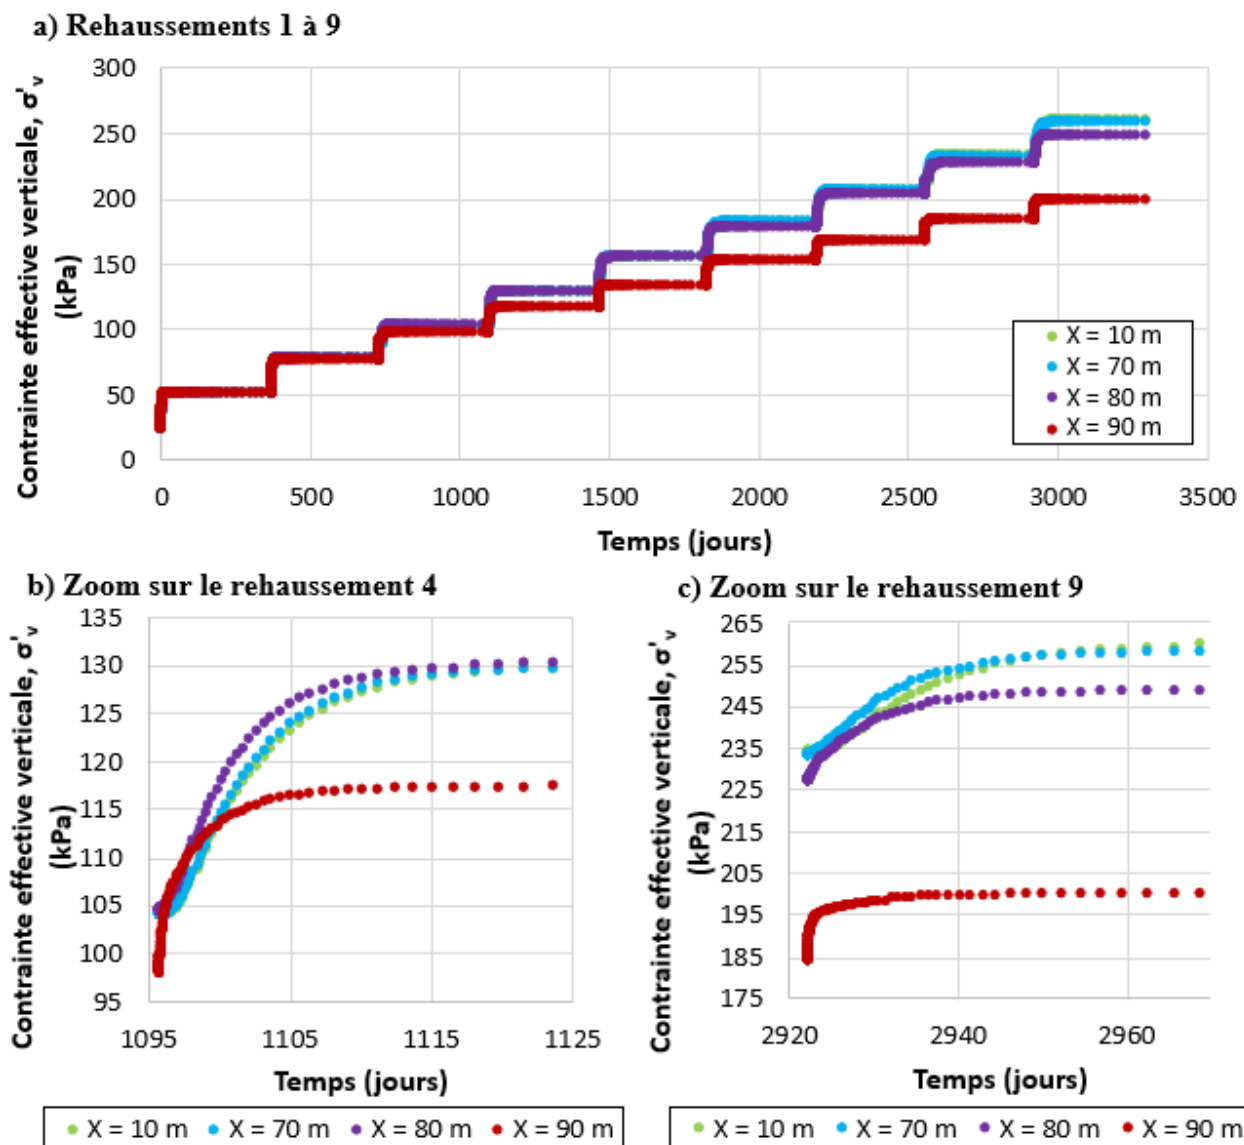 a) Rehaussements 1 à 9
Contrainte effective verticale, σ'v
(kPa)
300
250
200
150
100
50
0
0 500 1000 1500 2000 2500 3000 3500
Temps (jours)
X = 10 m
X = 70 m
X = 80 m
X = 90 m
b) Zoom sur le rehaussement 4
Contrainte effective verticale, σ'v
(kPa)
135
130
125
120
115
110
105
100
95
1095 1105 1115 1125
Temps (jours)
X = 10 m X = 70 m X = 80 m X = 90 m
c) Zoom sur le rehaussement 9
Contrainte effective verticale, σ'v
(kPa)
265
255
245
235
225
215
205
195
185
175
2920 2940 2960
Temps (jours)
X = 10 m X = 70 m X = 80 m X = 90 m